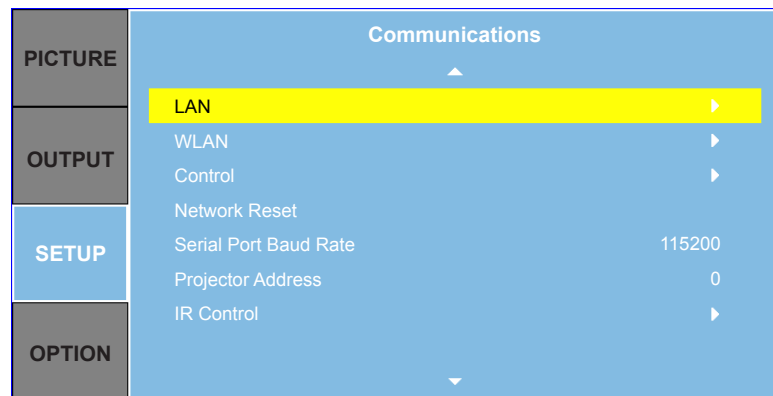 PICTURE
OUTPUT
SETUP
OPTION
Communications
LAN
WLAN
Control
Network Reset
Serial Port Baud Rate 115200
Projector Address 0
IR Control